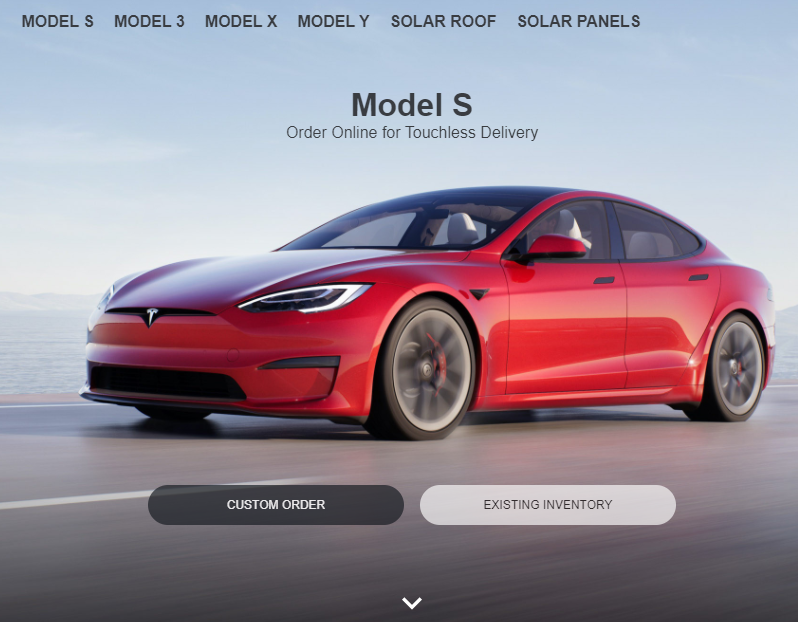 MODEL S MODEL 3 MODEL X MODEL Y SOLAR ROOF SOLAR PANELS
Model S
Order Online for Touchless Delivery
CUSTOM ORDER EXISTING INVENTORY